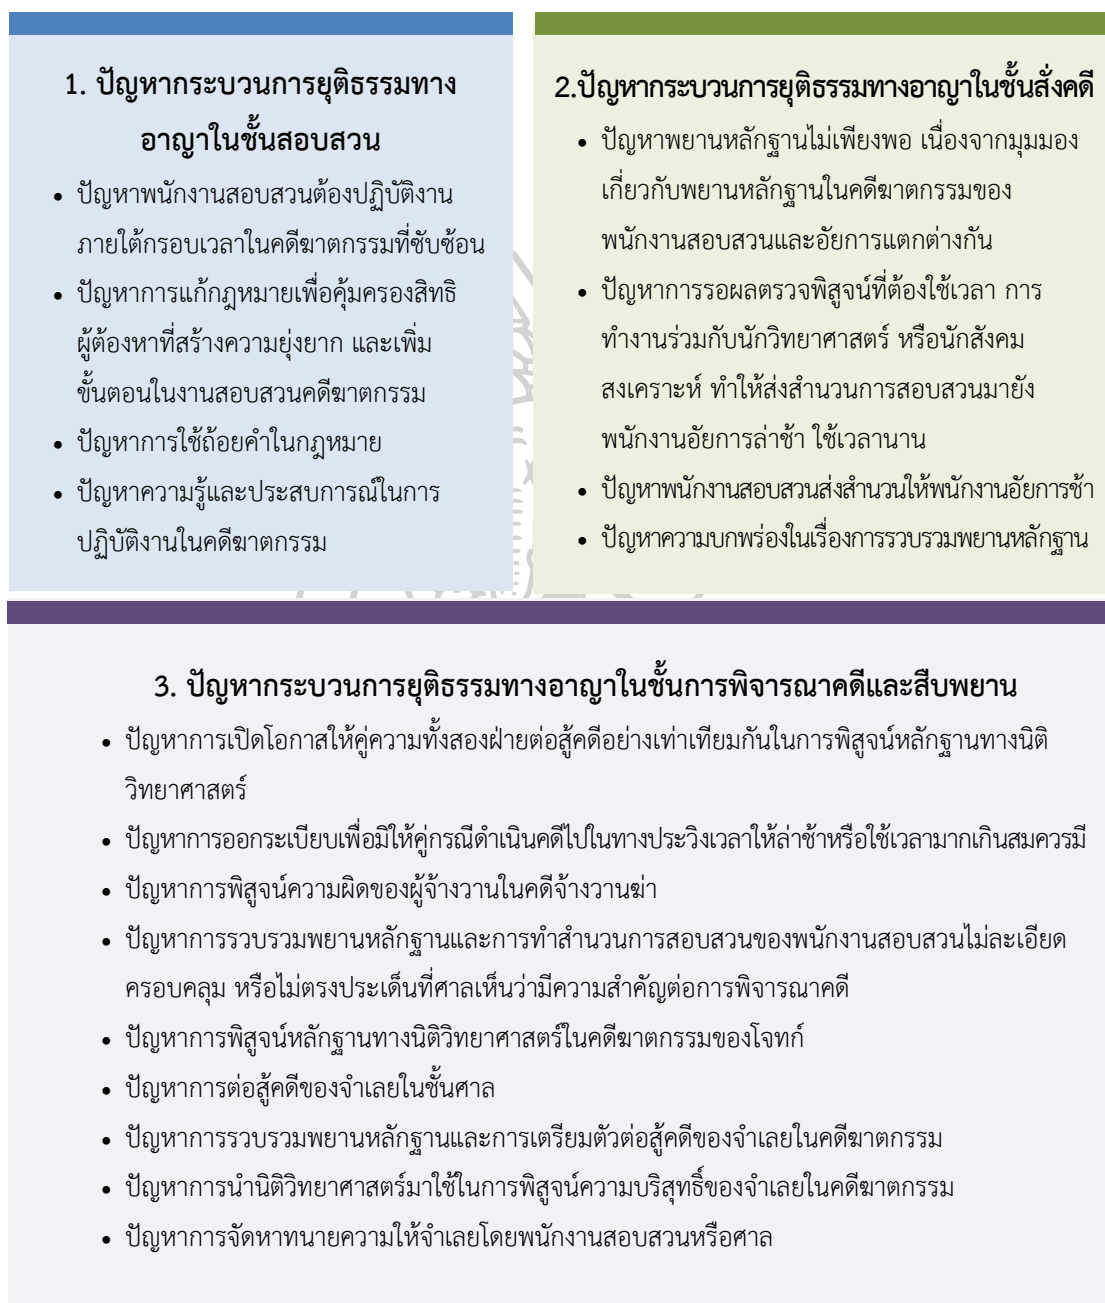 1. ปัญหากระบวนการยุติธรรมทาง
อาญาในชั้นสอบสวน
• ปัญหาพนักงานสอบสวนต้องปฏิบัติงาน
ภายใต้กรอบเวลาในคดีฆาตกรรมที่ซับซ้อน
• ปัญหาการแก้กฎหมายเพื่อคุ้มครองสิทธิ
ผู้ต้องหาที่สร้างความยุ่งยาก และเพิ่ม
ขั้นตอนในงานสอบสวนคดีฆาตกรรม
• ปัญหาการใช้ถ้อยคำในกฎหมาย
• ปัญหาความรู้และประสบการณ์ในการ
ปฏิบัติงานในคดีฆาตกรรม
2.ปัญหากระบวนการยุติธรรมทางอาญาในชั้นสั่งคดี
• ปัญหาพยานหลักฐานไม่เพียงพอ เนื่องจากมุมมอง
เกี่ยวกับพยานหลักฐานในคดีฆาตกรรมของ
พนักงานสอบสวนและอัยการแตกต่างกัน
• ปัญหาการรอผลตรวจพิสูจน์ที่ต้องใช้เวลา การ
ทำงานร่วมกับนักวิทยาศาสตร์ หรือนักสังคม
สงเคราะห์ ทำให้ส่งสำนวนการสอบสวนมายัง
พนักงานอัยการล่าช้า ใช้เวลานาน
• ปัญหาพนักงานสอบสวนส่งสำนวนให้พนักงานอัยการช้า
• ปัญหาความบกพร่องในเรื่องการรวบรวมพยานหลักฐาน
3. ปัญหากระบวนการยุติธรรมทางอาญาในชั้นการพิจารณาคดีและสืบพยาน
• ปัญหาการเปิดโอกาสให้คู่ความทั้งสองฝ่ายต่อสู้คดีอย่างเท่าเทียมกันในการพิสูจน์หลักฐานทางนิติ
วิทยาศาสตร์
• ปัญหาการออกระเบียบเพื่อมิให้คู่กรณีดำเนินคดีไปในทางประวิงเวลาให้ล่าช้าหรือใช้เวลามากเกินสมควรมี
• ปัญหาการพิสูจน์ความผิดของผู้จ้างวานในคดีจ้างวานฆ่า
• ปัญหาการรวบรวมพยานหลักฐานและการทำสำนวนการสอบสวนของพนักงานสอบสวนไม่ละเอียด
ครอบคลุม หรือไม่ตรงประเด็นที่ศาลเห็นว่ามีความสำคัญต่อการพิจารณาคดี
• ปัญหาการพิสูจน์หลักฐานทางนิติวิทยาศาสตร์ในคดีฆาตกรรมของโจทก์
• ปัญหาการต่อสู้คดีของจำเลยในชั้นศาล
• ปัญหาการรวบรวมพยานหลักฐานและการเตรียมตัวต่อสู้คดีของจำเลยในคดีฆาตกรรม
• ปัญหาการนำนิติวิทยาศาสตร์มาใช้ในการพิสูจน์ความบริสุทธิ์ของจำเลยในคดีฆาตกรรม
• ปัญหาการจัดหาทนายความให้จำเลยโดยพนักงานสอบสวนหรือศาล